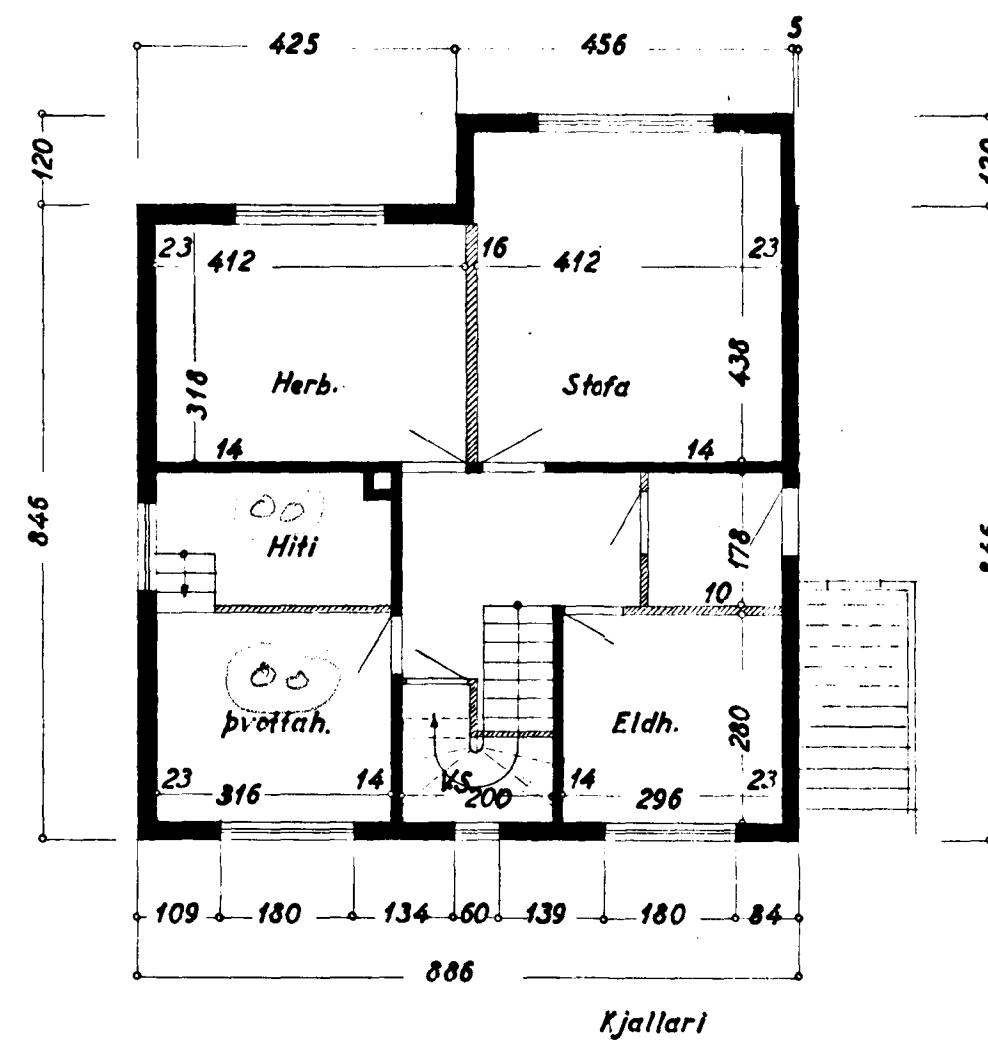 425 456 5
120 120
23 412 16 412 23
318 438
Herb. Stofa
14 14
846 846
Hiti 178
10
Þvottah. Eldh. 280
23 316 14 VS. 200 14 296 23
109 180 134 60 139 180 84
886
Kjallari